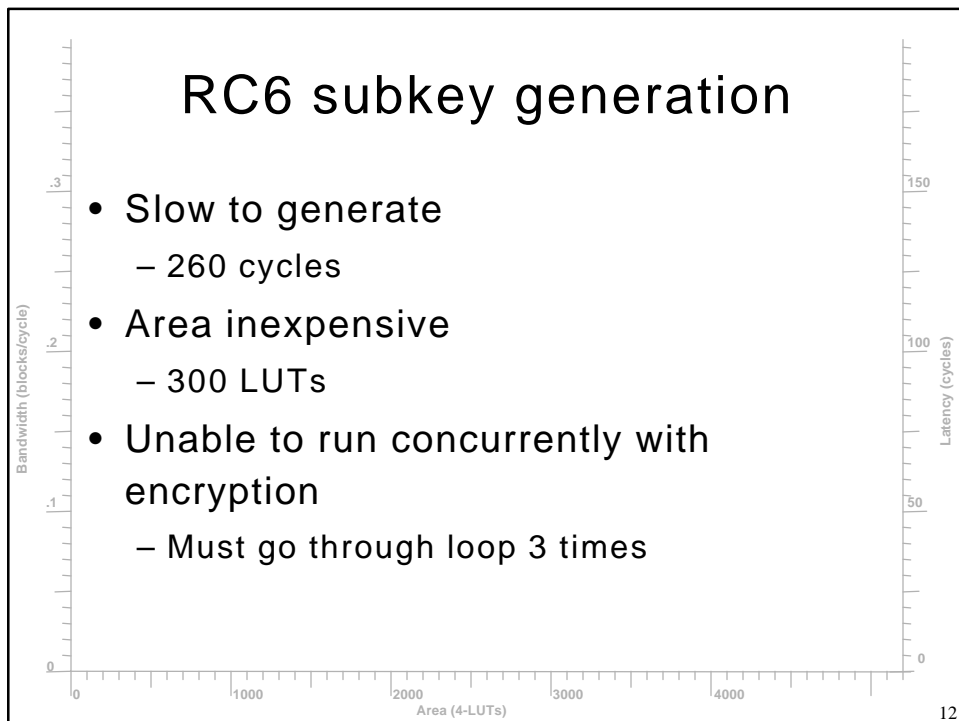 RC6 subkey generation
• Slow to generate
– 260 cycles
• Area inexpensive
– 300 LUTs
• Unable to run concurrently with
encryption
– Must go through loop 3 times
Bandwidth (blocks/cycle)
.3
.2
.1
0
0
1000
2000
3000
4000
Area (4-LUTs)
150
100
50
0
Latency (cycles)
12